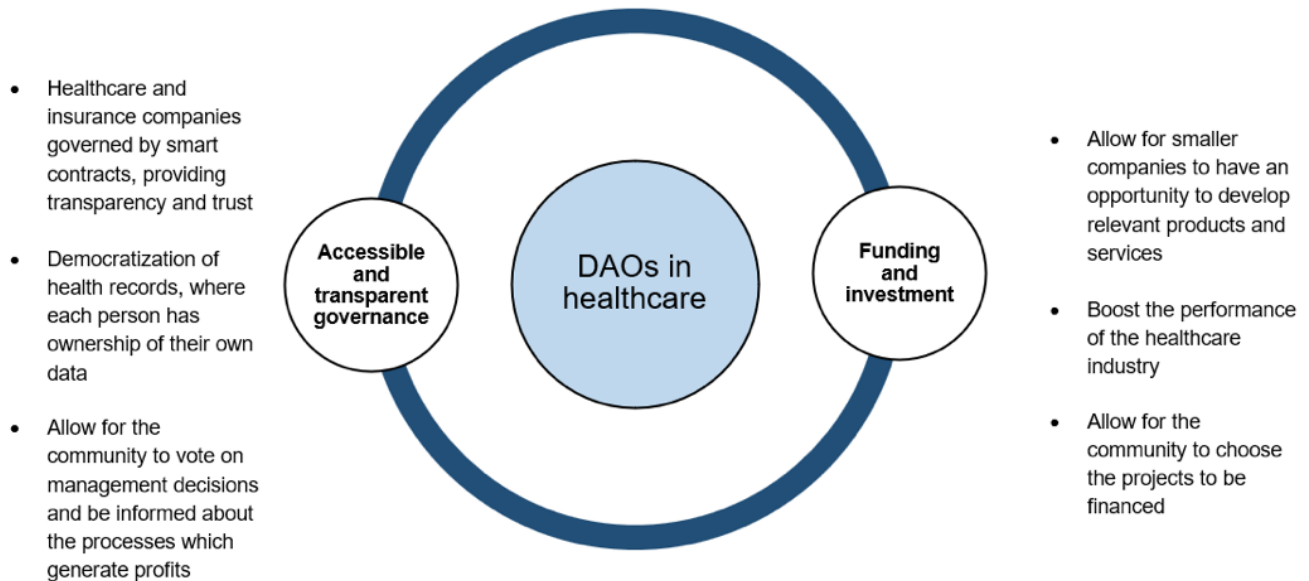 • Healthcare and
insurance companies
governed by smart
contracts, providing
transparency and trust
• Democratization of
health records, where
each person has
ownership of their own
data
• Allow for the
community to vote on
management decisions
and be informed about
the processes which
generate profits
Accessible
and
transparent
governance
DAOs in
healthcare
Funding
and
investment
• Allow for smaller
companies to have an
opportunity to develop
relevant products and
services
• Boost the performance
of the healthcare
industry
• Allow for the
community to choose
the projects to be
financed